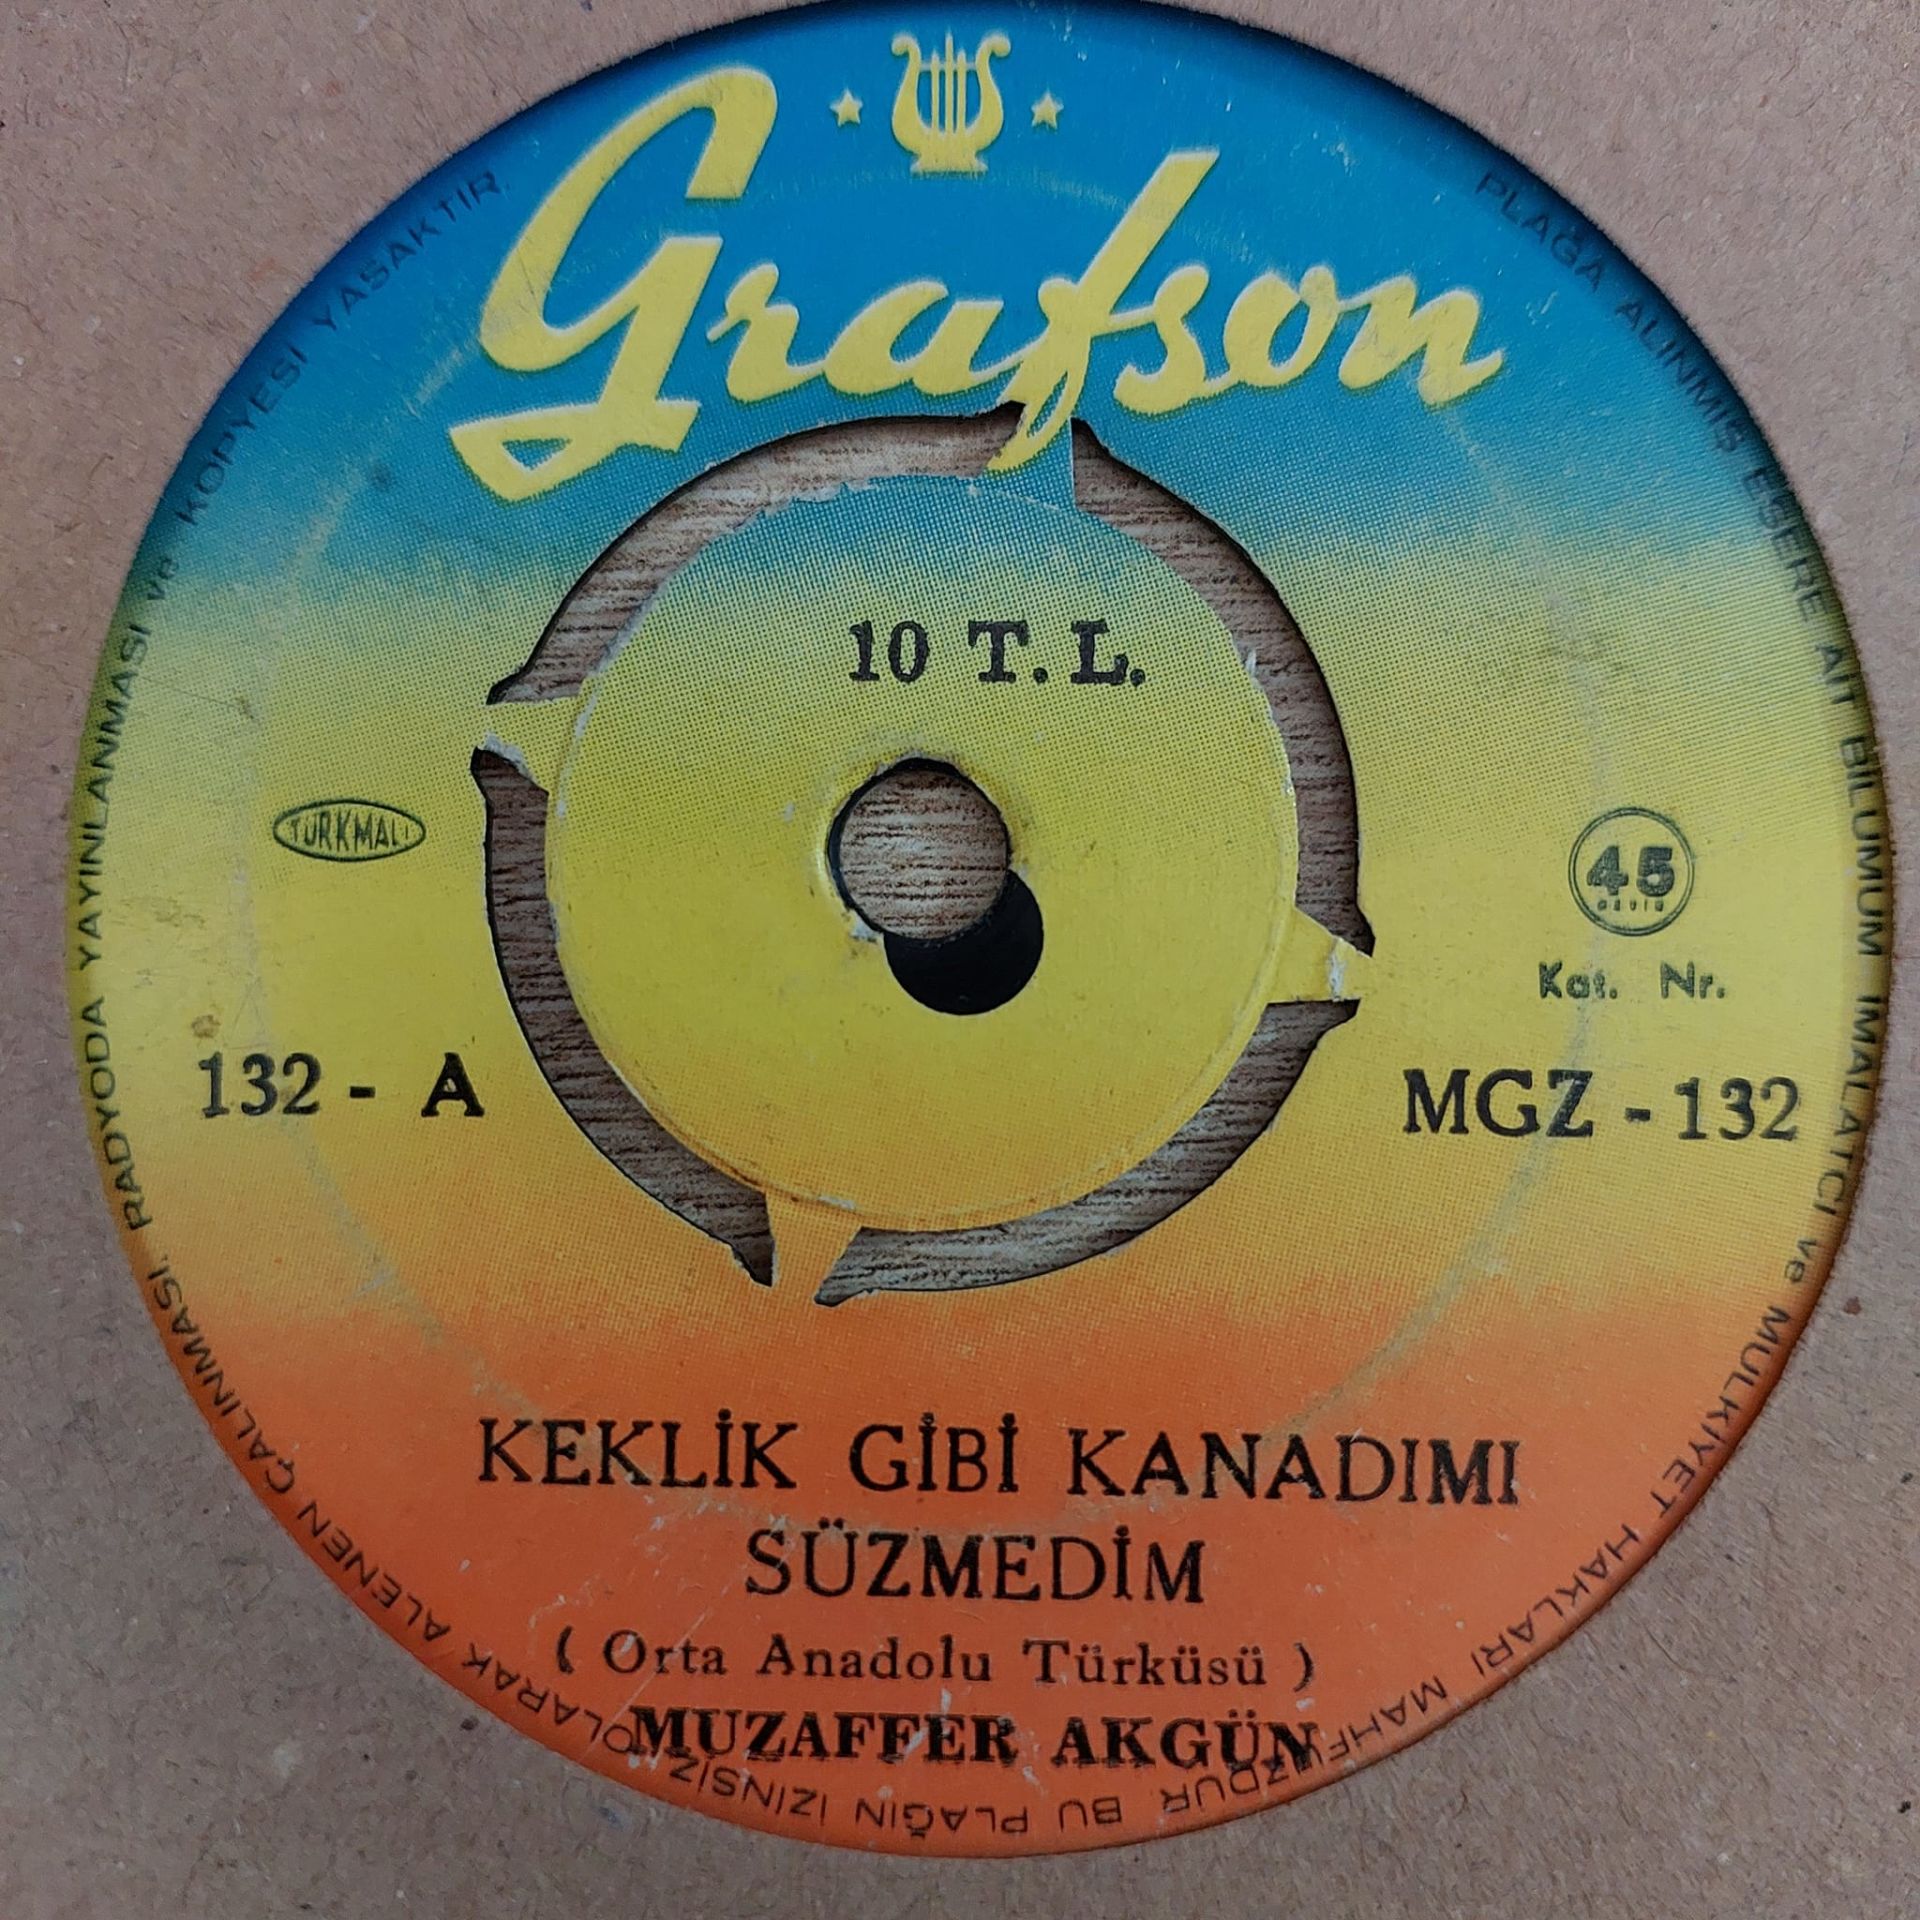 Grafson
10 T. L.
TÜRKMALI
45
DEVİR
Kat. Nr.
132 - A
MGZ - 132
KEKLİK GİBİ KANADIMI
SÜZMEDİM
( Orta Anadolu Türküsü )
MUZAFFER AKGÜN
PLAĞA ALINMIŞ ESERE AİT BİLUMUM İMALATCI ve MÜLKİYET HAKLARI MAHFUZDUR BU PLAĞIN İZİNSİZ OLARAK ALENEN ÇALINMASI. RADYODA YAYINLANMASI ve KOPYESİ YASAKTIR.